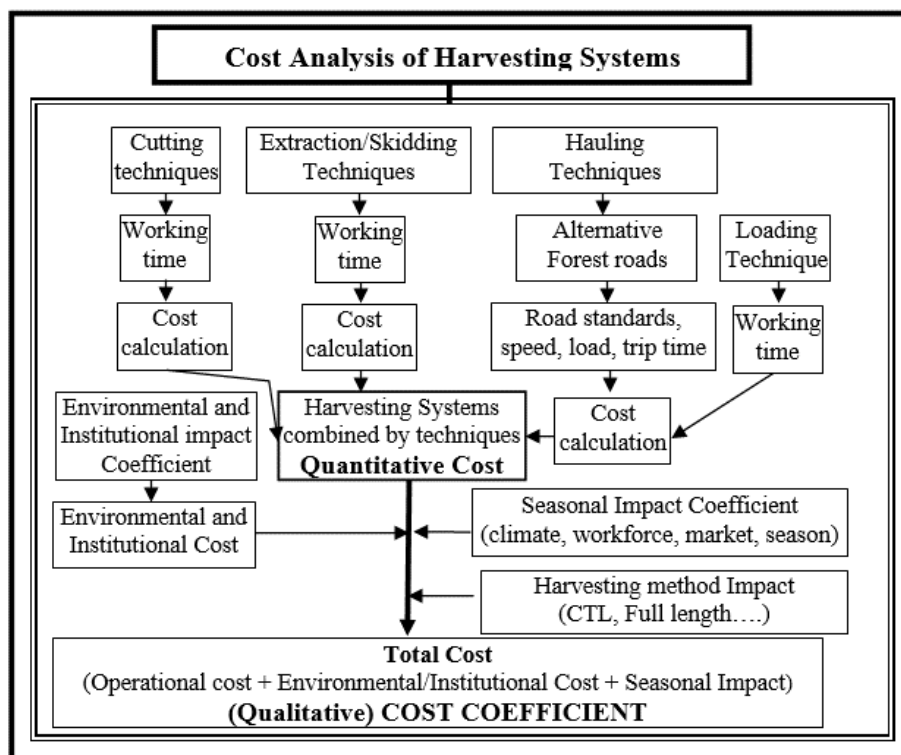 Cost Analysis of Harvesting Systems
Cutting
techniques
Extraction/Skidding
Techniques
Hauling
Techniques
Working
time
Working
time
Alternative
Forest roads
Loading
Technique
Cost
calculation
Cost
calculation
Road standards,
speed, load, trip time
Working
time
Environmental and
Institutional impact
Coefficient
Harvesting Systems
combined by techniques
Quantitative Cost
Cost
calculation
Environmental and
Institutional Cost
Seasonal Impact Coefficient
(climate, workforce, market, season)
Harvesting method Impact
(CTL, Full length….)
Total Cost
(Operational cost + Environmental/Institutional Cost + Seasonal Impact)
(Qualitative) COST COEFFICIENT